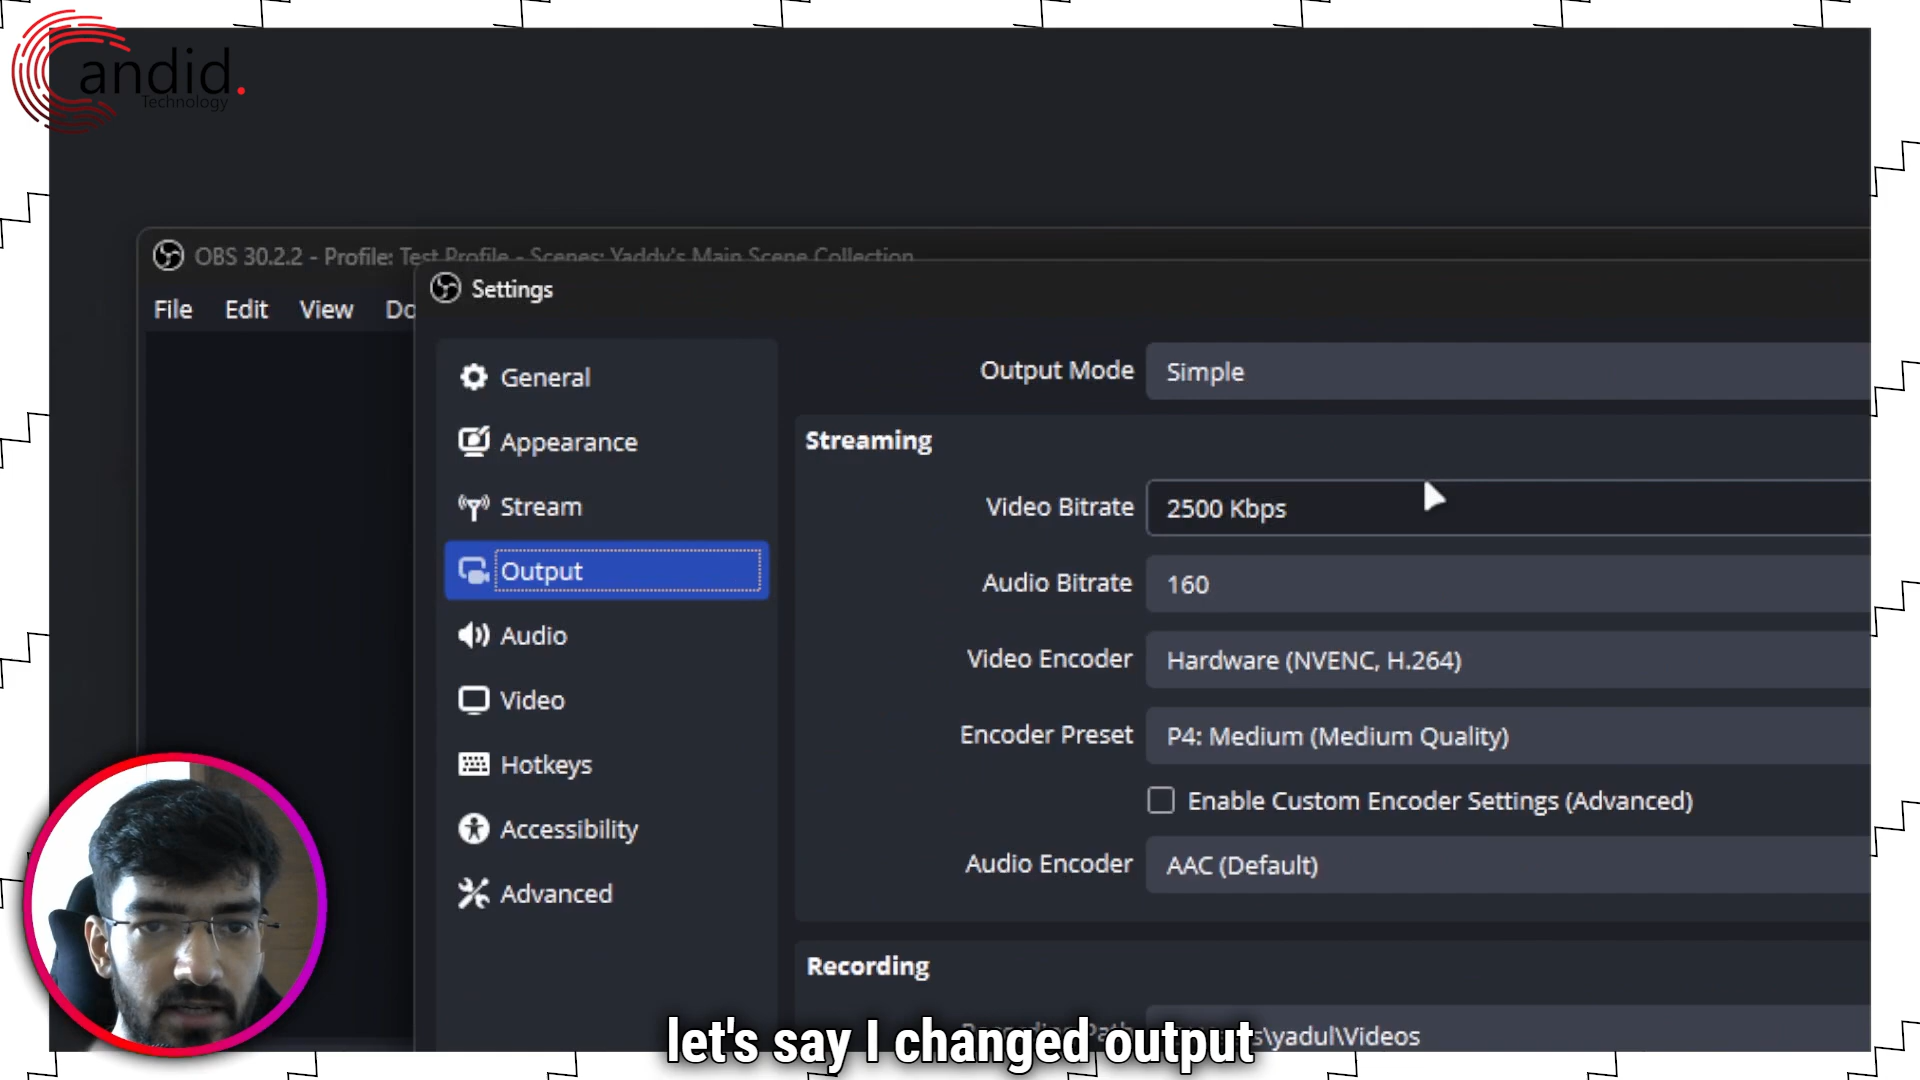 Candid.
Technology
OBS 30.2.2 - Profile: Test Profile - Scenes: Yaddy's Main Scene Collection
Settings
File Edit View Do
General
Appearance
Stream
Output
Audio
Video
Hotkeys
Accessibility
Advanced
Output Mode Simple
Streaming
Video Bitrate 2500 Kbps
Audio Bitrate 160
Video Encoder Hardware (NVENC, H.264)
Encoder Preset P4: Medium (Medium Quality)
Enable Custom Encoder Settings (Advanced)
Audio Encoder AAC (Default)
Recording
s\yadul\Videos
let's say I changed output